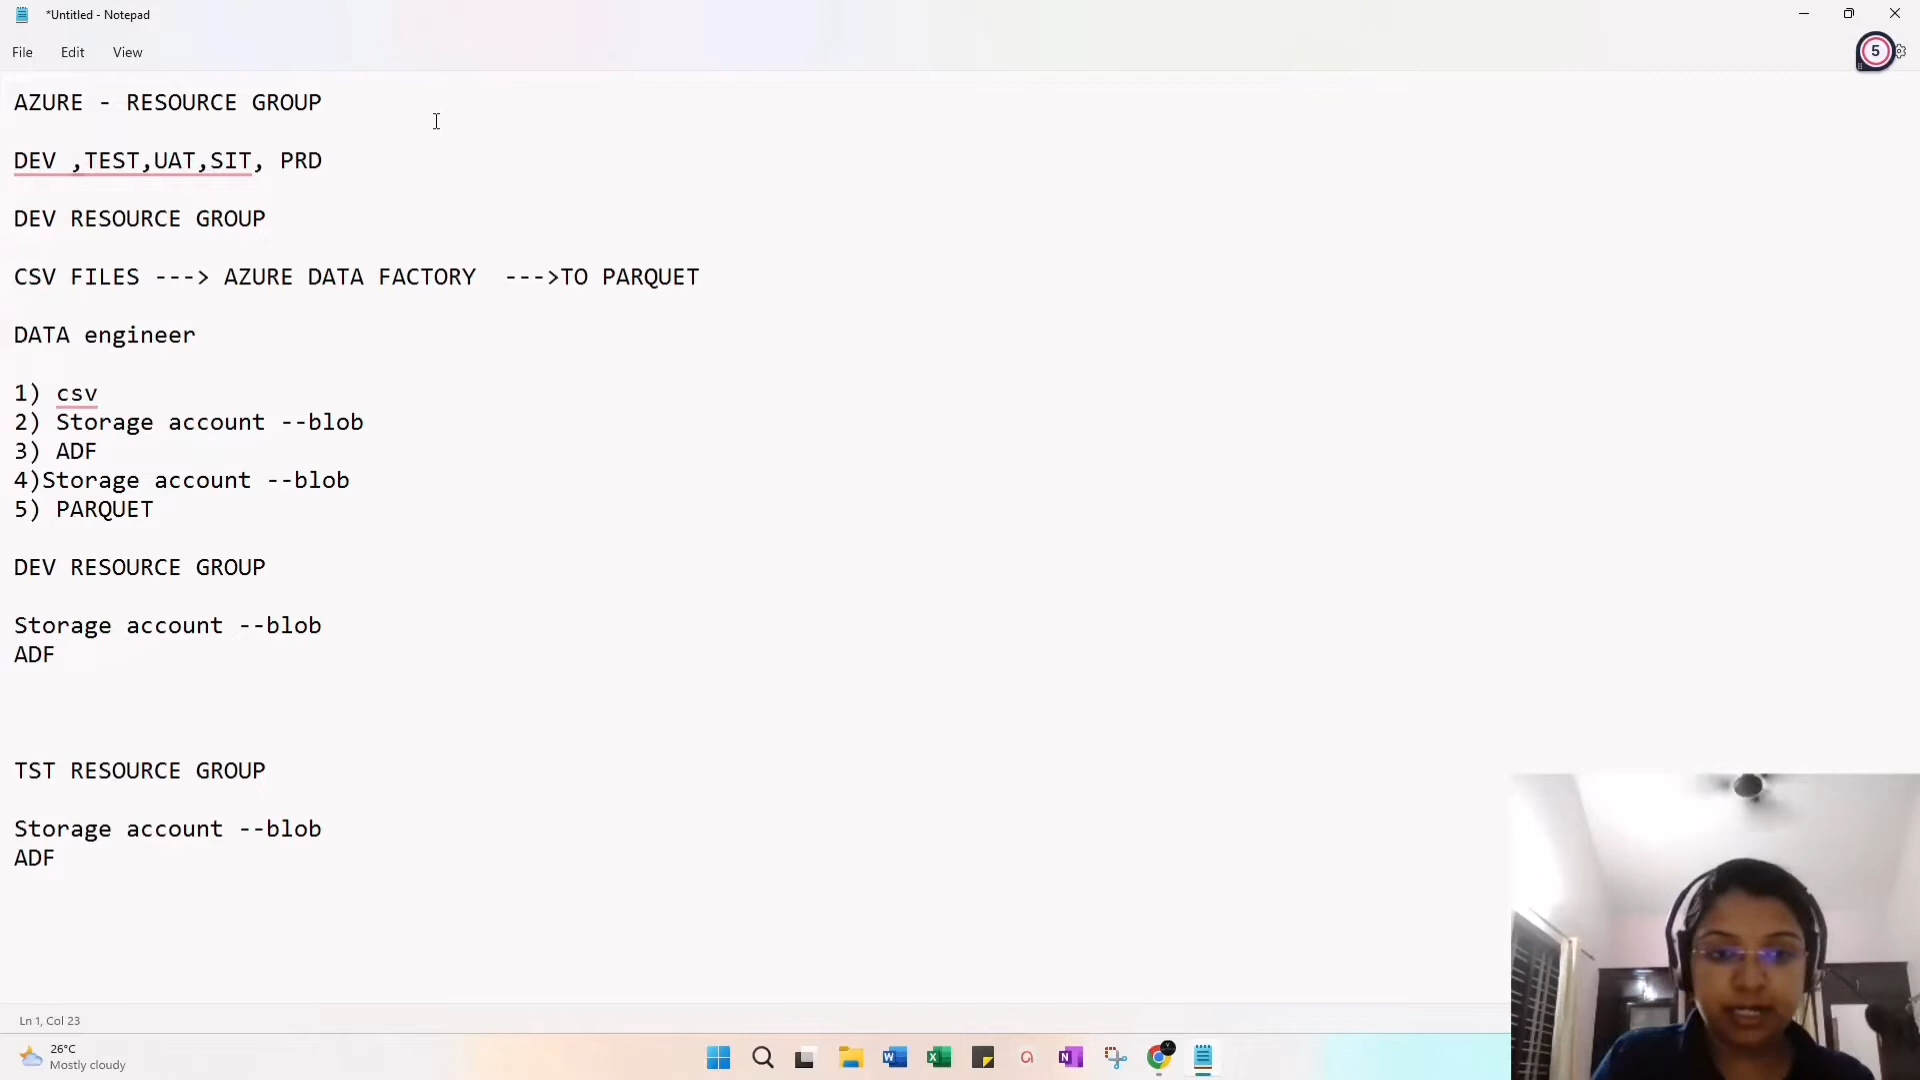 *Untitled - Notepad
File Edit View
5
AZURE - RESOURCE GROUP
DEV ,TEST,UAT,SIT, PRD
DEV RESOURCE GROUP
CSV FILES ---> AZURE DATA FACTORY  --->TO PARQUET
DATA engineer
1) csv
2) Storage account --blob
3) ADF
4)Storage account --blob
5) PARQUET
DEV RESOURCE GROUP
Storage account --blob
ADF
TST RESOURCE GROUP
Storage account --blob
ADF
Ln 1, Col 23
26°C
Mostly cloudy